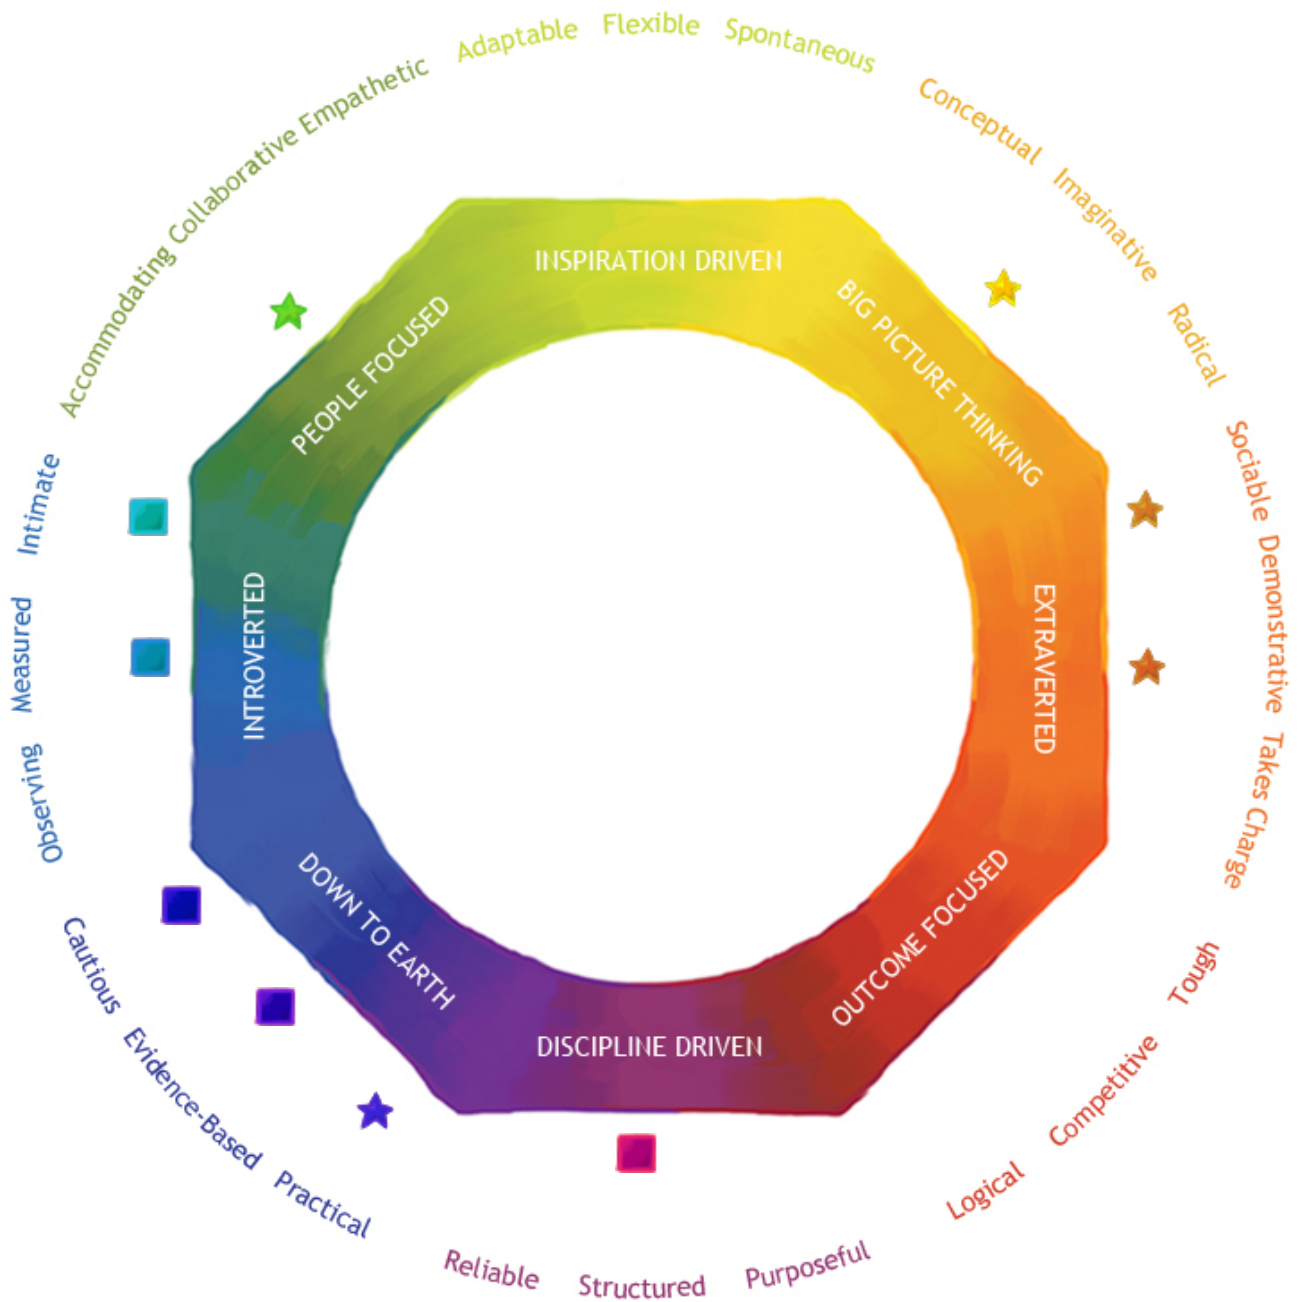 Adaptable Flexible Spontaneous
Conceptual Imaginative Radical
Sociable Demonstrative Takes Charge
Tough Competitive Logical
Purposeful Structured Reliable
Practical Evidence-Based Cautious
Observing Measured Intimate
Accommodating Collaborative Empathetic
INSPIRATION DRIVEN
BIG PICTURE THINKING
EXTRAVERTED
OUTCOME FOCUSED
DISCIPLINE DRIVEN
DOWN TO EARTH
INTROVERTED
PEOPLE FOCUSED